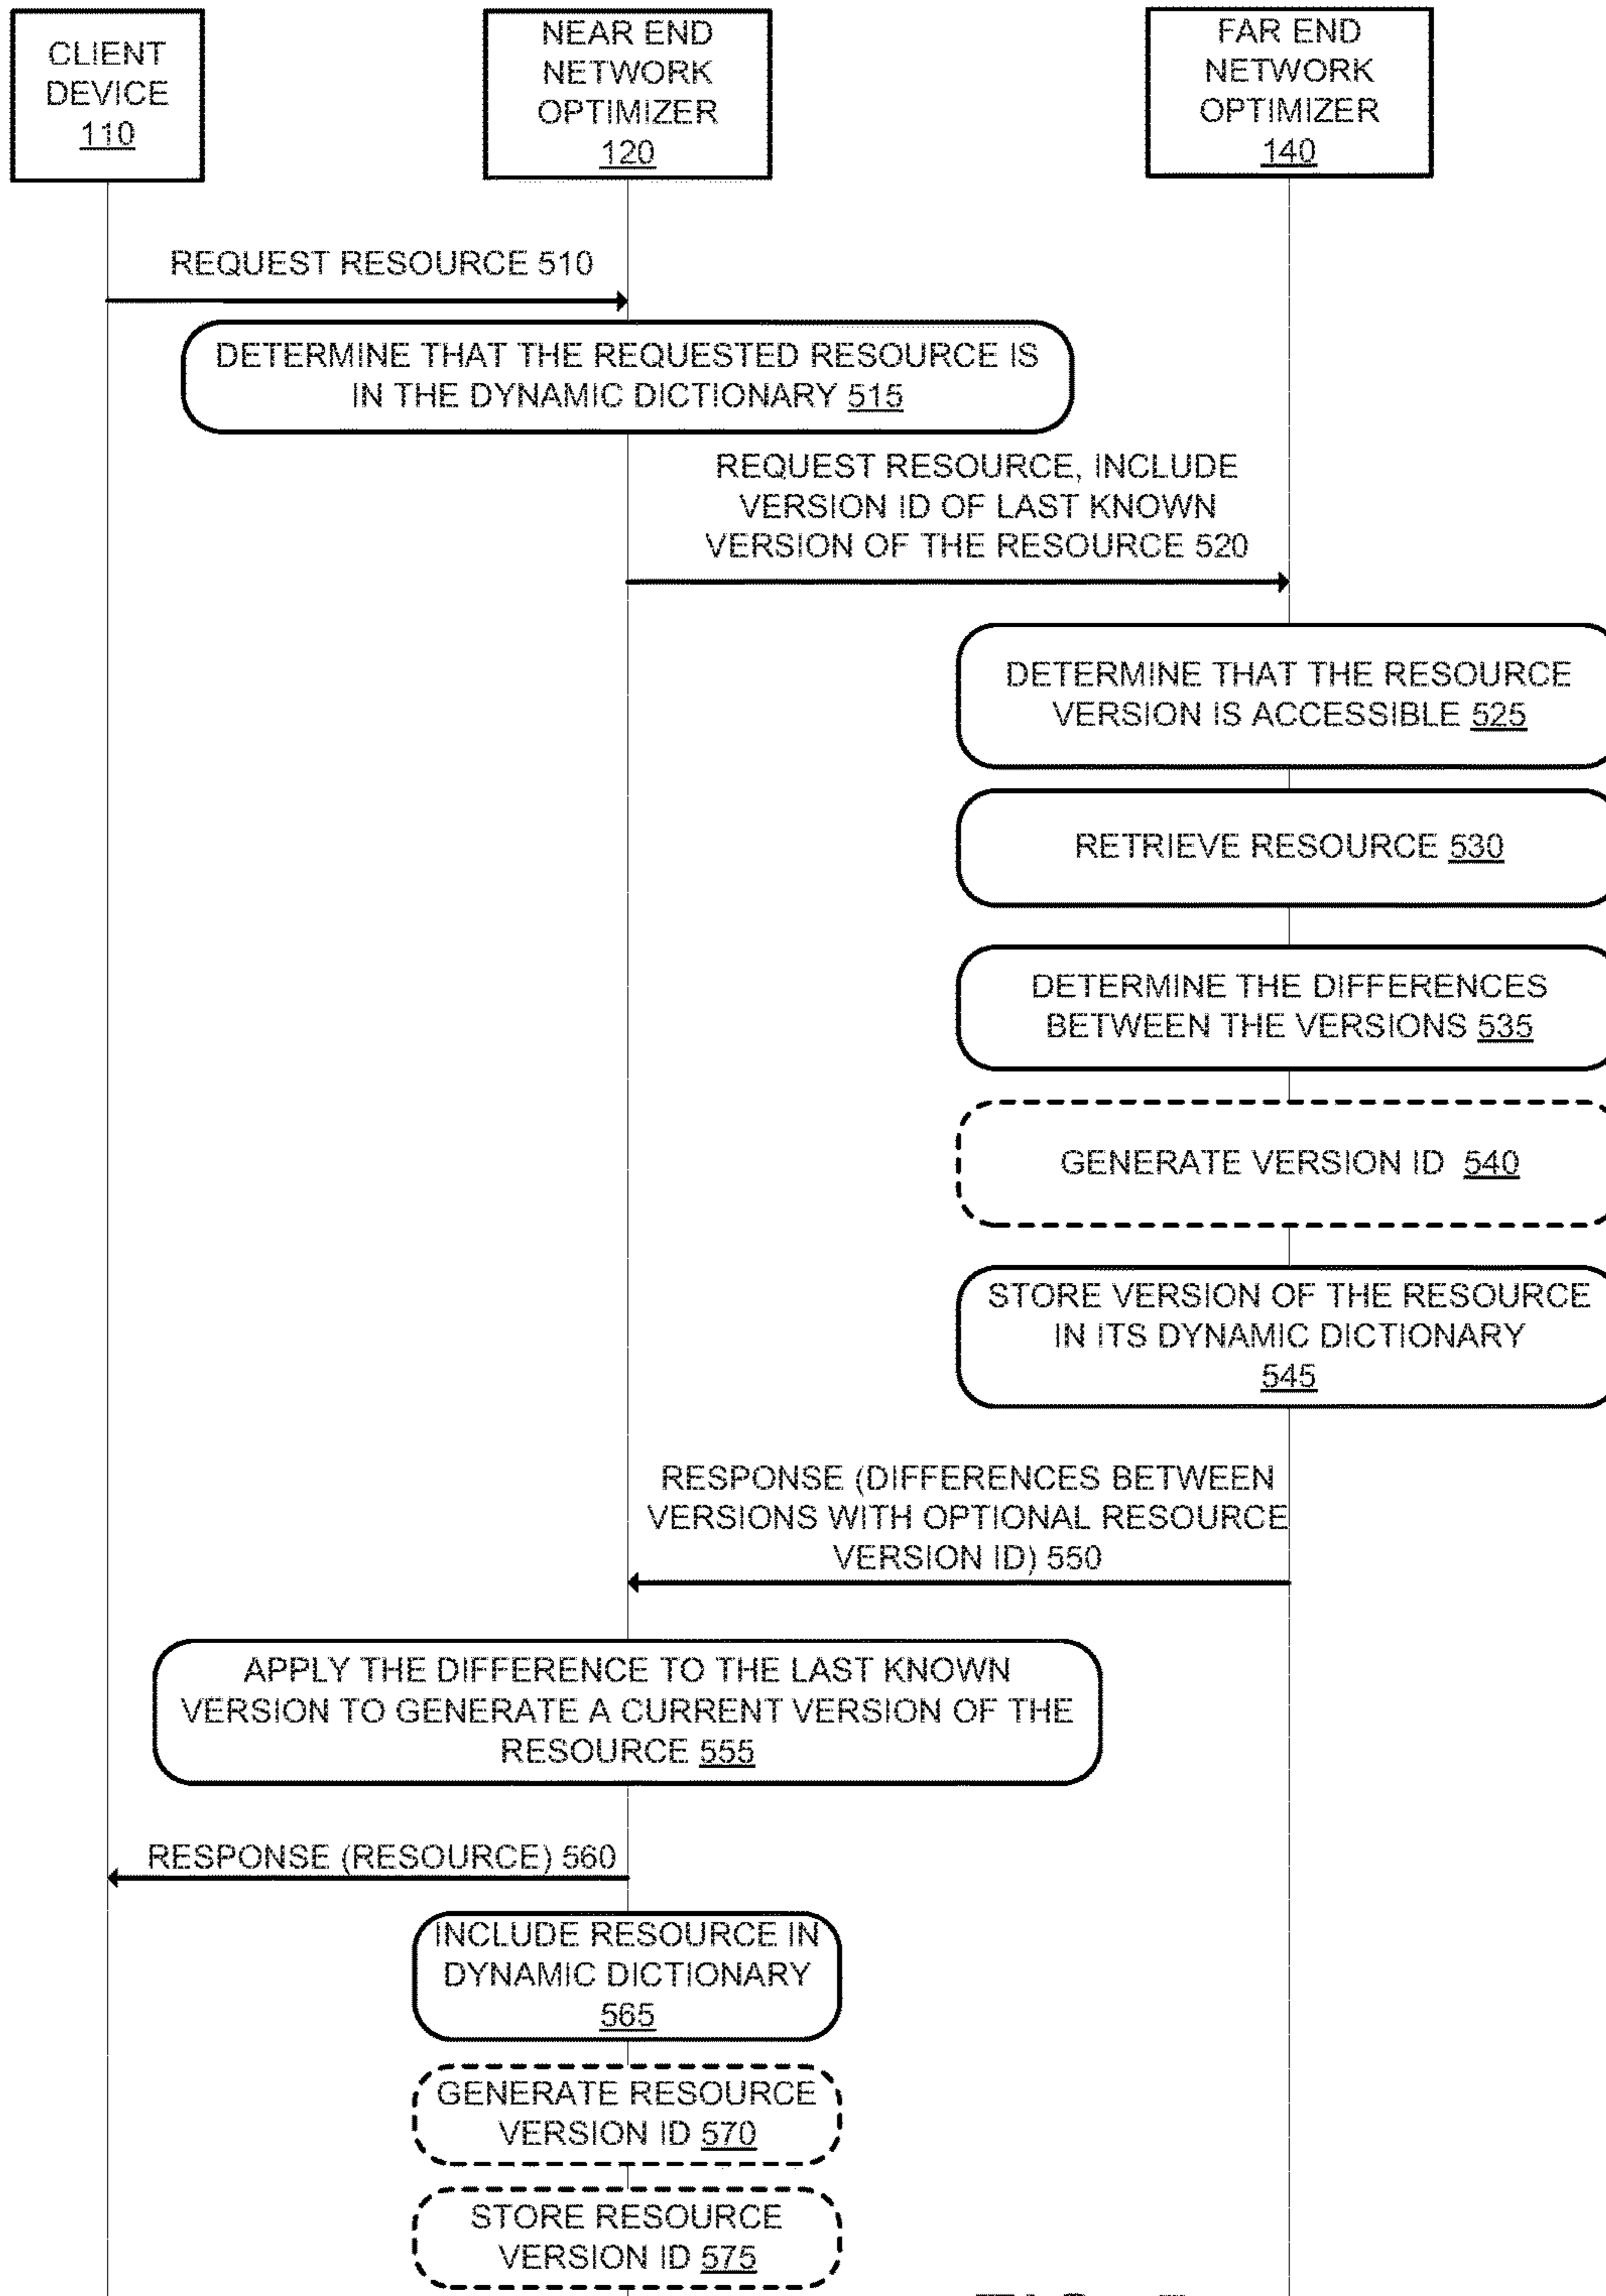 CLIENT
DEVICE
110
NEAR END
NETWORK
OPTIMIZER
120
FAR END
NETWORK
OPTIMIZER
140
REQUEST RESOURCE 510
DETERMINE THAT THE REQUESTED RESOURCE IS
IN THE DYNAMIC DICTIONARY 515
REQUEST RESOURCE, INCLUDE
VERSION ID OF LAST KNOWN
VERSION OF THE RESOURCE 520
DETERMINE THAT THE RESOURCE
VERSION IS ACCESSIBLE 525
RETRIEVE RESOURCE 530
DETERMINE THE DIFFERENCES
BETWEEN THE VERSIONS 535
GENERATE VERSION ID 540
STORE VERSION OF THE RESOURCE
IN ITS DYNAMIC DICTIONARY
545
RESPONSE (DIFFERENCES BETWEEN
VERSIONS WITH OPTIONAL RESOURCE
VERSION ID) 550
APPLY THE DIFFERENCE TO THE LAST KNOWN
VERSION TO GENERATE A CURRENT VERSION OF THE
RESOURCE 555
RESPONSE (RESOURCE) 560
INCLUDE RESOURCE IN
DYNAMIC DICTIONARY
565
GENERATE RESOURCE
VERSION ID 570
STORE RESOURCE
VERSION ID 575